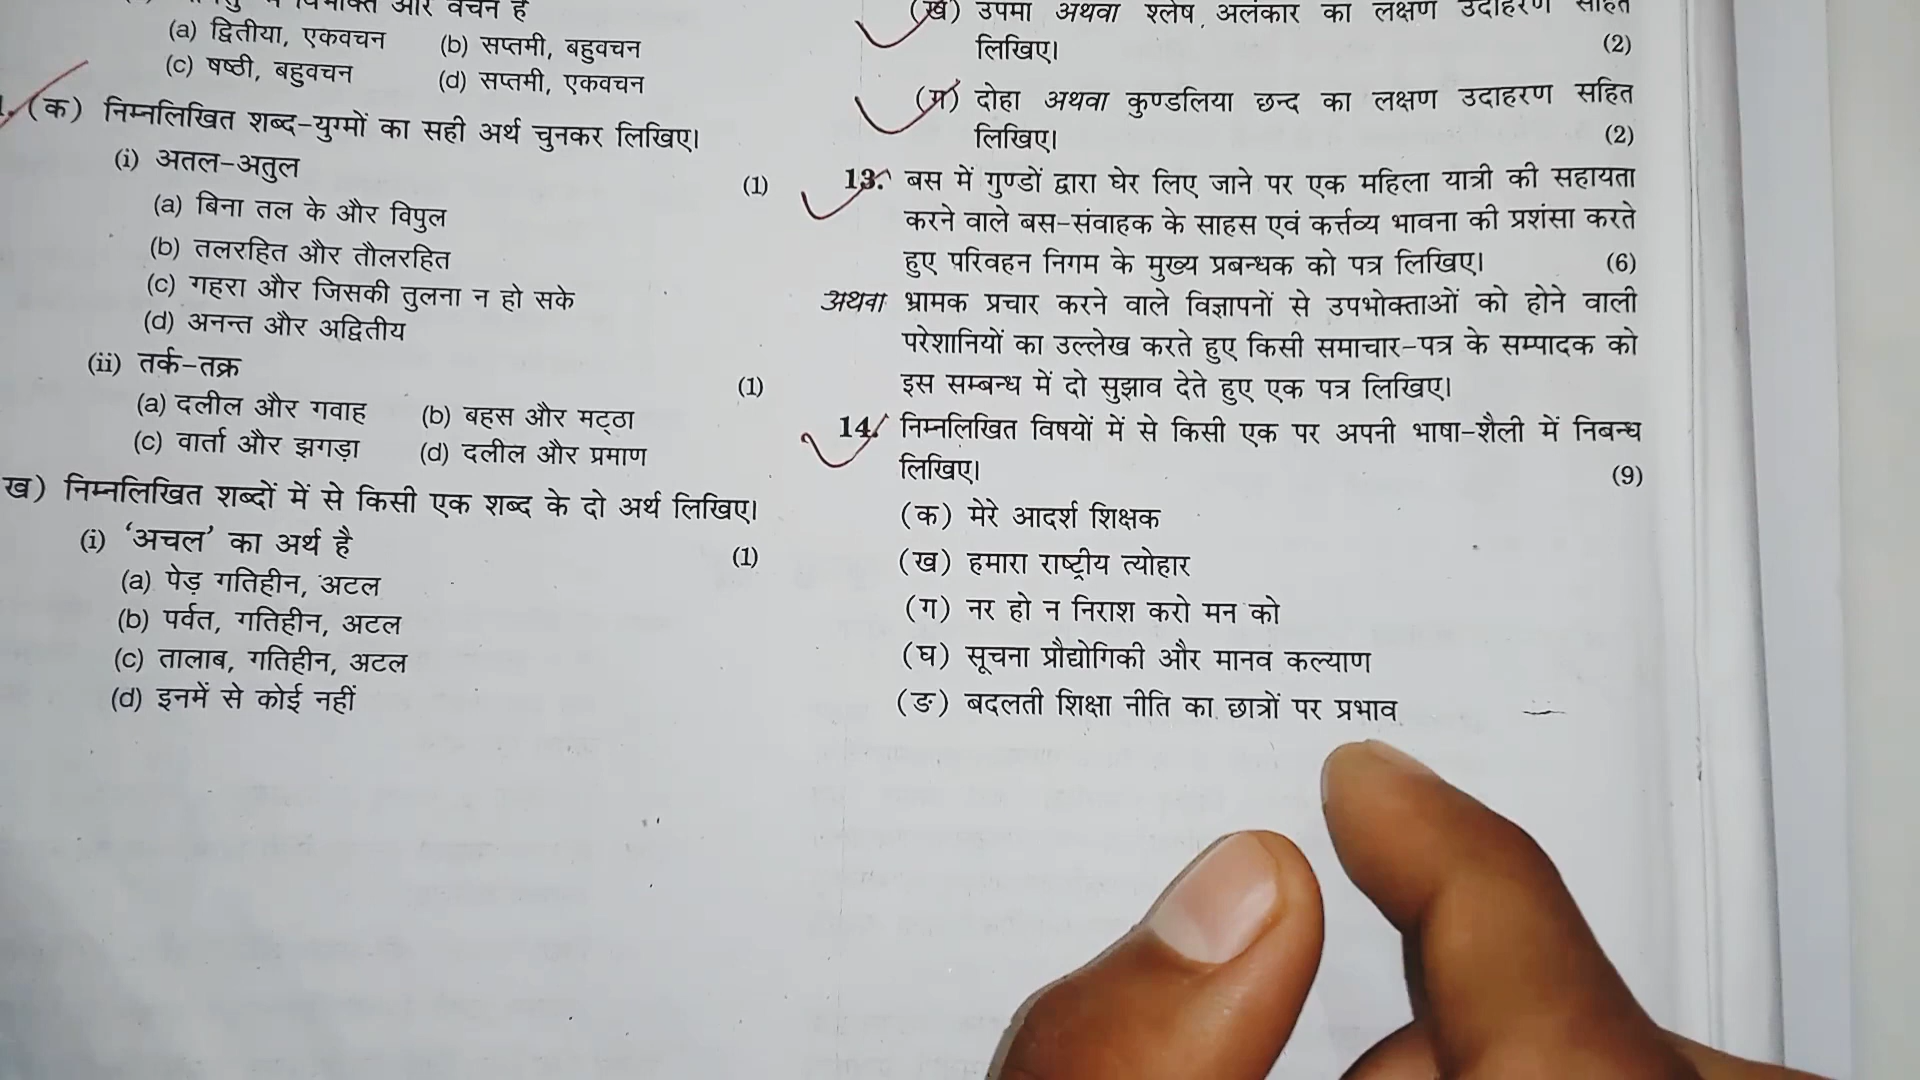 विभक्ति और वचन है
(a) द्वितीया, एकवचन (b) सप्तमी, बहुवचन
(c) षष्ठी, बहुवचन (d) सप्तमी, एकवचन
(क) निम्नलिखित शब्द-युग्मों का सही अर्थ चुनकर लिखिए।
(i) अतल-अतुल (1)
(a) बिना तल के और विपुल
(b) तलरहित और तौलरहित
(c) गहरा और जिसकी तुलना न हो सके
(d) अनन्त और अद्वितीय
(ii) तर्क-तक्र (1)
(a) दलील और गवाह (b) बहस और मट्ठा
(c) वार्ता और झगड़ा (d) दलील और प्रमाण
ख) निम्नलिखित शब्दों में से किसी एक शब्द के दो अर्थ लिखिए।
(i) ‘अचल’ का अर्थ है (1)
(a) पेड़ गतिहीन, अटल
(b) पर्वत, गतिहीन, अटल
(c) तालाब, गतिहीन, अटल
(d) इनमें से कोई नहीं
(ख) उपमा अथवा श्लेष अलंकार का लक्षण उदाहरण सहित
लिखिए। (2)
(ग) दोहा अथवा कुण्डलिया छन्द का लक्षण उदाहरण सहित
लिखिए। (2)
13. बस में गुण्डों द्वारा घेर लिए जाने पर एक महिला यात्री की सहायता
करने वाले बस-संवाहक के साहस एवं कर्त्तव्य भावना की प्रशंसा करते
हुए परिवहन निगम के मुख्य प्रबन्धक को पत्र लिखिए। (6)
अथवा भ्रामक प्रचार करने वाले विज्ञापनों से उपभोक्ताओं को होने वाली
परेशानियों का उल्लेख करते हुए किसी समाचार-पत्र के सम्पादक को
इस सम्बन्ध में दो सुझाव देते हुए एक पत्र लिखिए।
14. निम्नलिखित विषयों में से किसी एक पर अपनी भाषा-शैली में निबन्ध
लिखिए। (9)
(क) मेरे आदर्श शिक्षक
(ख) हमारा राष्ट्रीय त्योहार
(ग) नर हो न निराश करो मन को
(घ) सूचना प्रौद्योगिकी और मानव कल्याण
(ङ) बदलती शिक्षा नीति का छात्रों पर प्रभाव